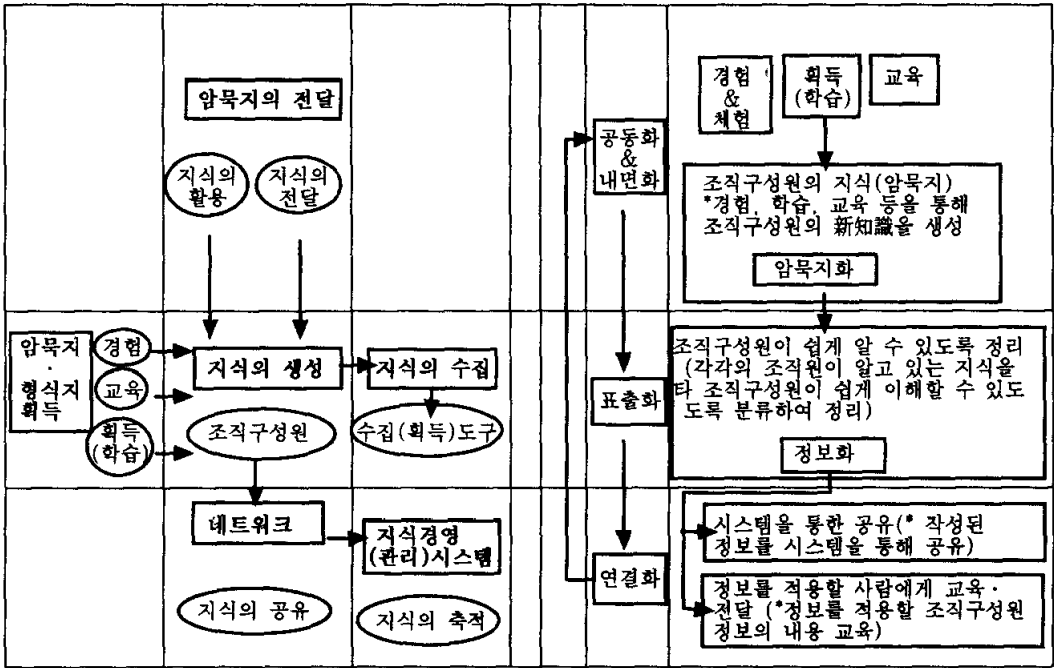 암묵지의 전달
지식의
활용
지식의
전달
암묵지
·
형식지
획득
경험
교육
획득
(학습)
지식의 생성
지식의 수집
조직구성원
수집(획득)도구
네트워크
지식경영
(관리)시스템
지식의 공유
지식의 축적
공동화
&
내면화
표출화
연결화
경험
&
체험
획득
(학습)
교육
조직구성원의 지식(암묵지)
*경험, 학습, 교육 등을 통해
조직구성원의 新知識을 생성
암묵지화
조직구성원이 쉽게 알 수 있도록 정리
(각각의 조직원이 알고 있는 지식을
타 조직구성원이 쉽게 이해할 수 있도
도록 분류하여 정리)
정보화
시스템을 통한 공유(* 작성된
정보를 시스템을 통해 공유)
정보를 적용할 사람에게 교육·
전달 (*정보를 적용할 조직구성원
정보의 내용 교육)